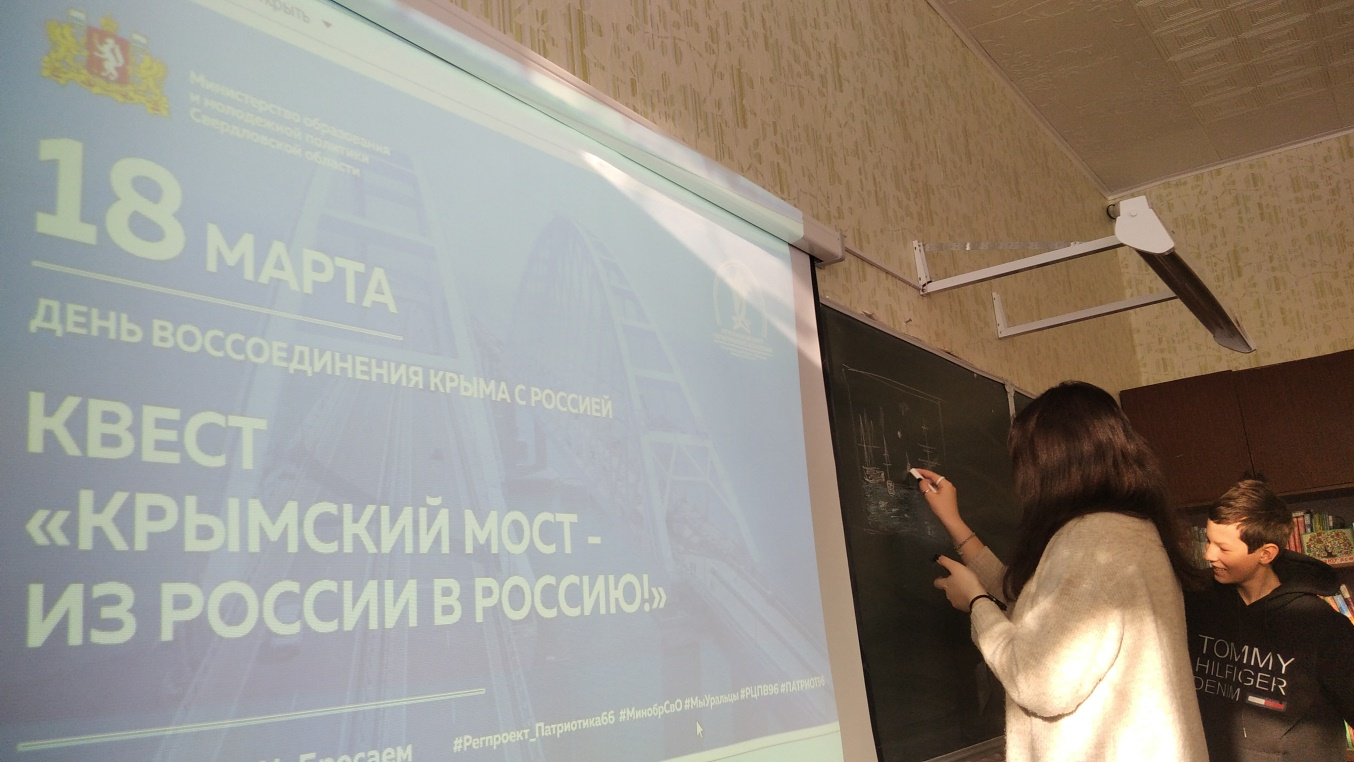 Министерство образования
и молодежной политики
Свердловской области
18 МАРТА
ДЕНЬ ВОССОЕДИНЕНИЯ КРЫМА С РОССИЕЙ
КВЕСТ
«КРЫМСКИЙ МОСТ -
ИЗ РОССИИ В РОССИЮ!»
#Регпроект_Патриотика66 #МинобрСвО #МыУральцы #РЦПВ96
TOMMY
HILFIGER
DENIM